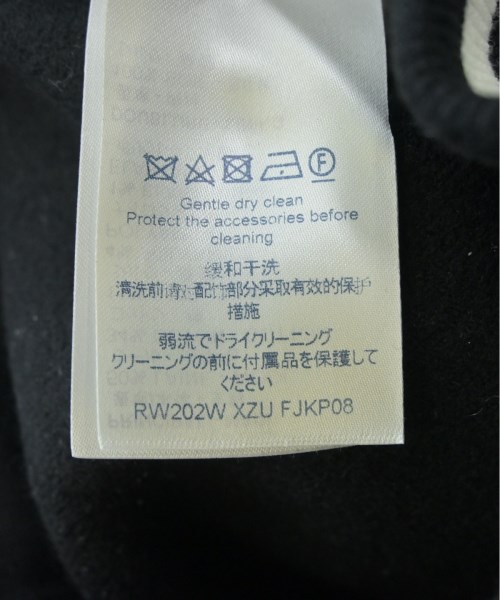 F
Gentle dry clean
Protect the accessories before
cleaning
缓和干洗
清洗前请对配饰部分采取有效的保护
措施
弱流でドライクリーニング
クリーニングの前に付属品を保護して
ください
RW202W XZU FJKP08